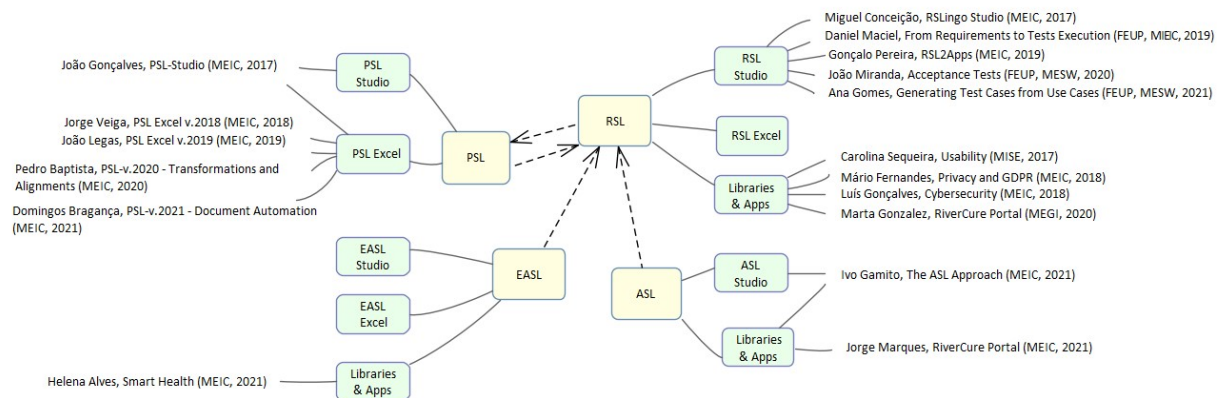 Miguel Conceição, RSLingo Studio (MEIC, 2017)
Daniel Maciel, From Requirements to Tests Execution (FEUP, MIEIC, 2019)
Gonçalo Pereira, RSL2Apps (MEIC, 2019)
João Miranda, Acceptance Tests (FEUP, MESW, 2020)
Ana Gomes, Generating Test Cases from Use Cases (FEUP, MESW, 2021)
RSL
Studio
João Gonçalves, PSL-Studio (MEIC, 2017)
PSL
Studio
Jorge Veiga, PSL Excel v.2018 (MEIC, 2018)
João Legas, PSL Excel v.2019 (MEIC, 2019)
Pedro Baptista, PSL-v.2020 - Transformations and
Alignments (MEIC, 2020)
Domingos Bragança, PSL-v.2021 - Document Automation
(MEIC, 2021)
PSL Excel
PSL
RSL
RSL Excel
Libraries
& Apps
Carolina Sequeira, Usability (MISE, 2017)
Mário Fernandes, Privacy and GDPR (MEIC, 2018)
Luís Gonçalves, Cybersecurity (MEIC, 2018)
Marta Gonzalez, RiverCure Portal (MEGI, 2020)
EASL
Studio
EASL
Excel
Libraries
& Apps
Helena Alves, Smart Health (MEIC, 2021)
EASL
ASL
ASL
Studio
Ivo Gamito, The ASL Approach (MEIC, 2021)
Libraries
& Apps
Jorge Marques, RiverCure Portal (MEIC, 2021)